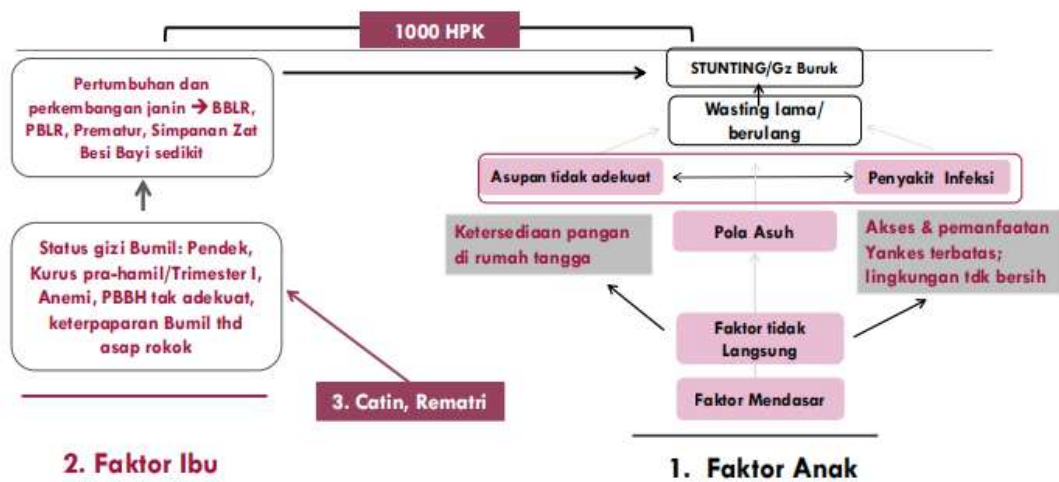 1000 HPK
Pertumbuhan dan
perkembangan janin → BBLR,
PBLR, Prematur, Simpanan Zat
Besi Bayi sedikit
STUNTING/Gz Buruk
Wasting lama/
berulang
Asupan tidak adekuat
Penyakit Infeksi
Status gizi Bumil: Pendek,
Kurus pra-hamil/Trimester I,
Anemi, PBBH tak adekuat,
keterpaparan Bumil thd
asap rokok
Ketersediaan pangan
di rumah tangga
Pola Asuh
Akses & pemanfaatan
Yankes terbatas;
lingkungan tdk bersih
Faktor tidak
Langsung
3. Catin, Rematri
Faktor Mendasar
2. Faktor Ibu
1. Faktor Anak